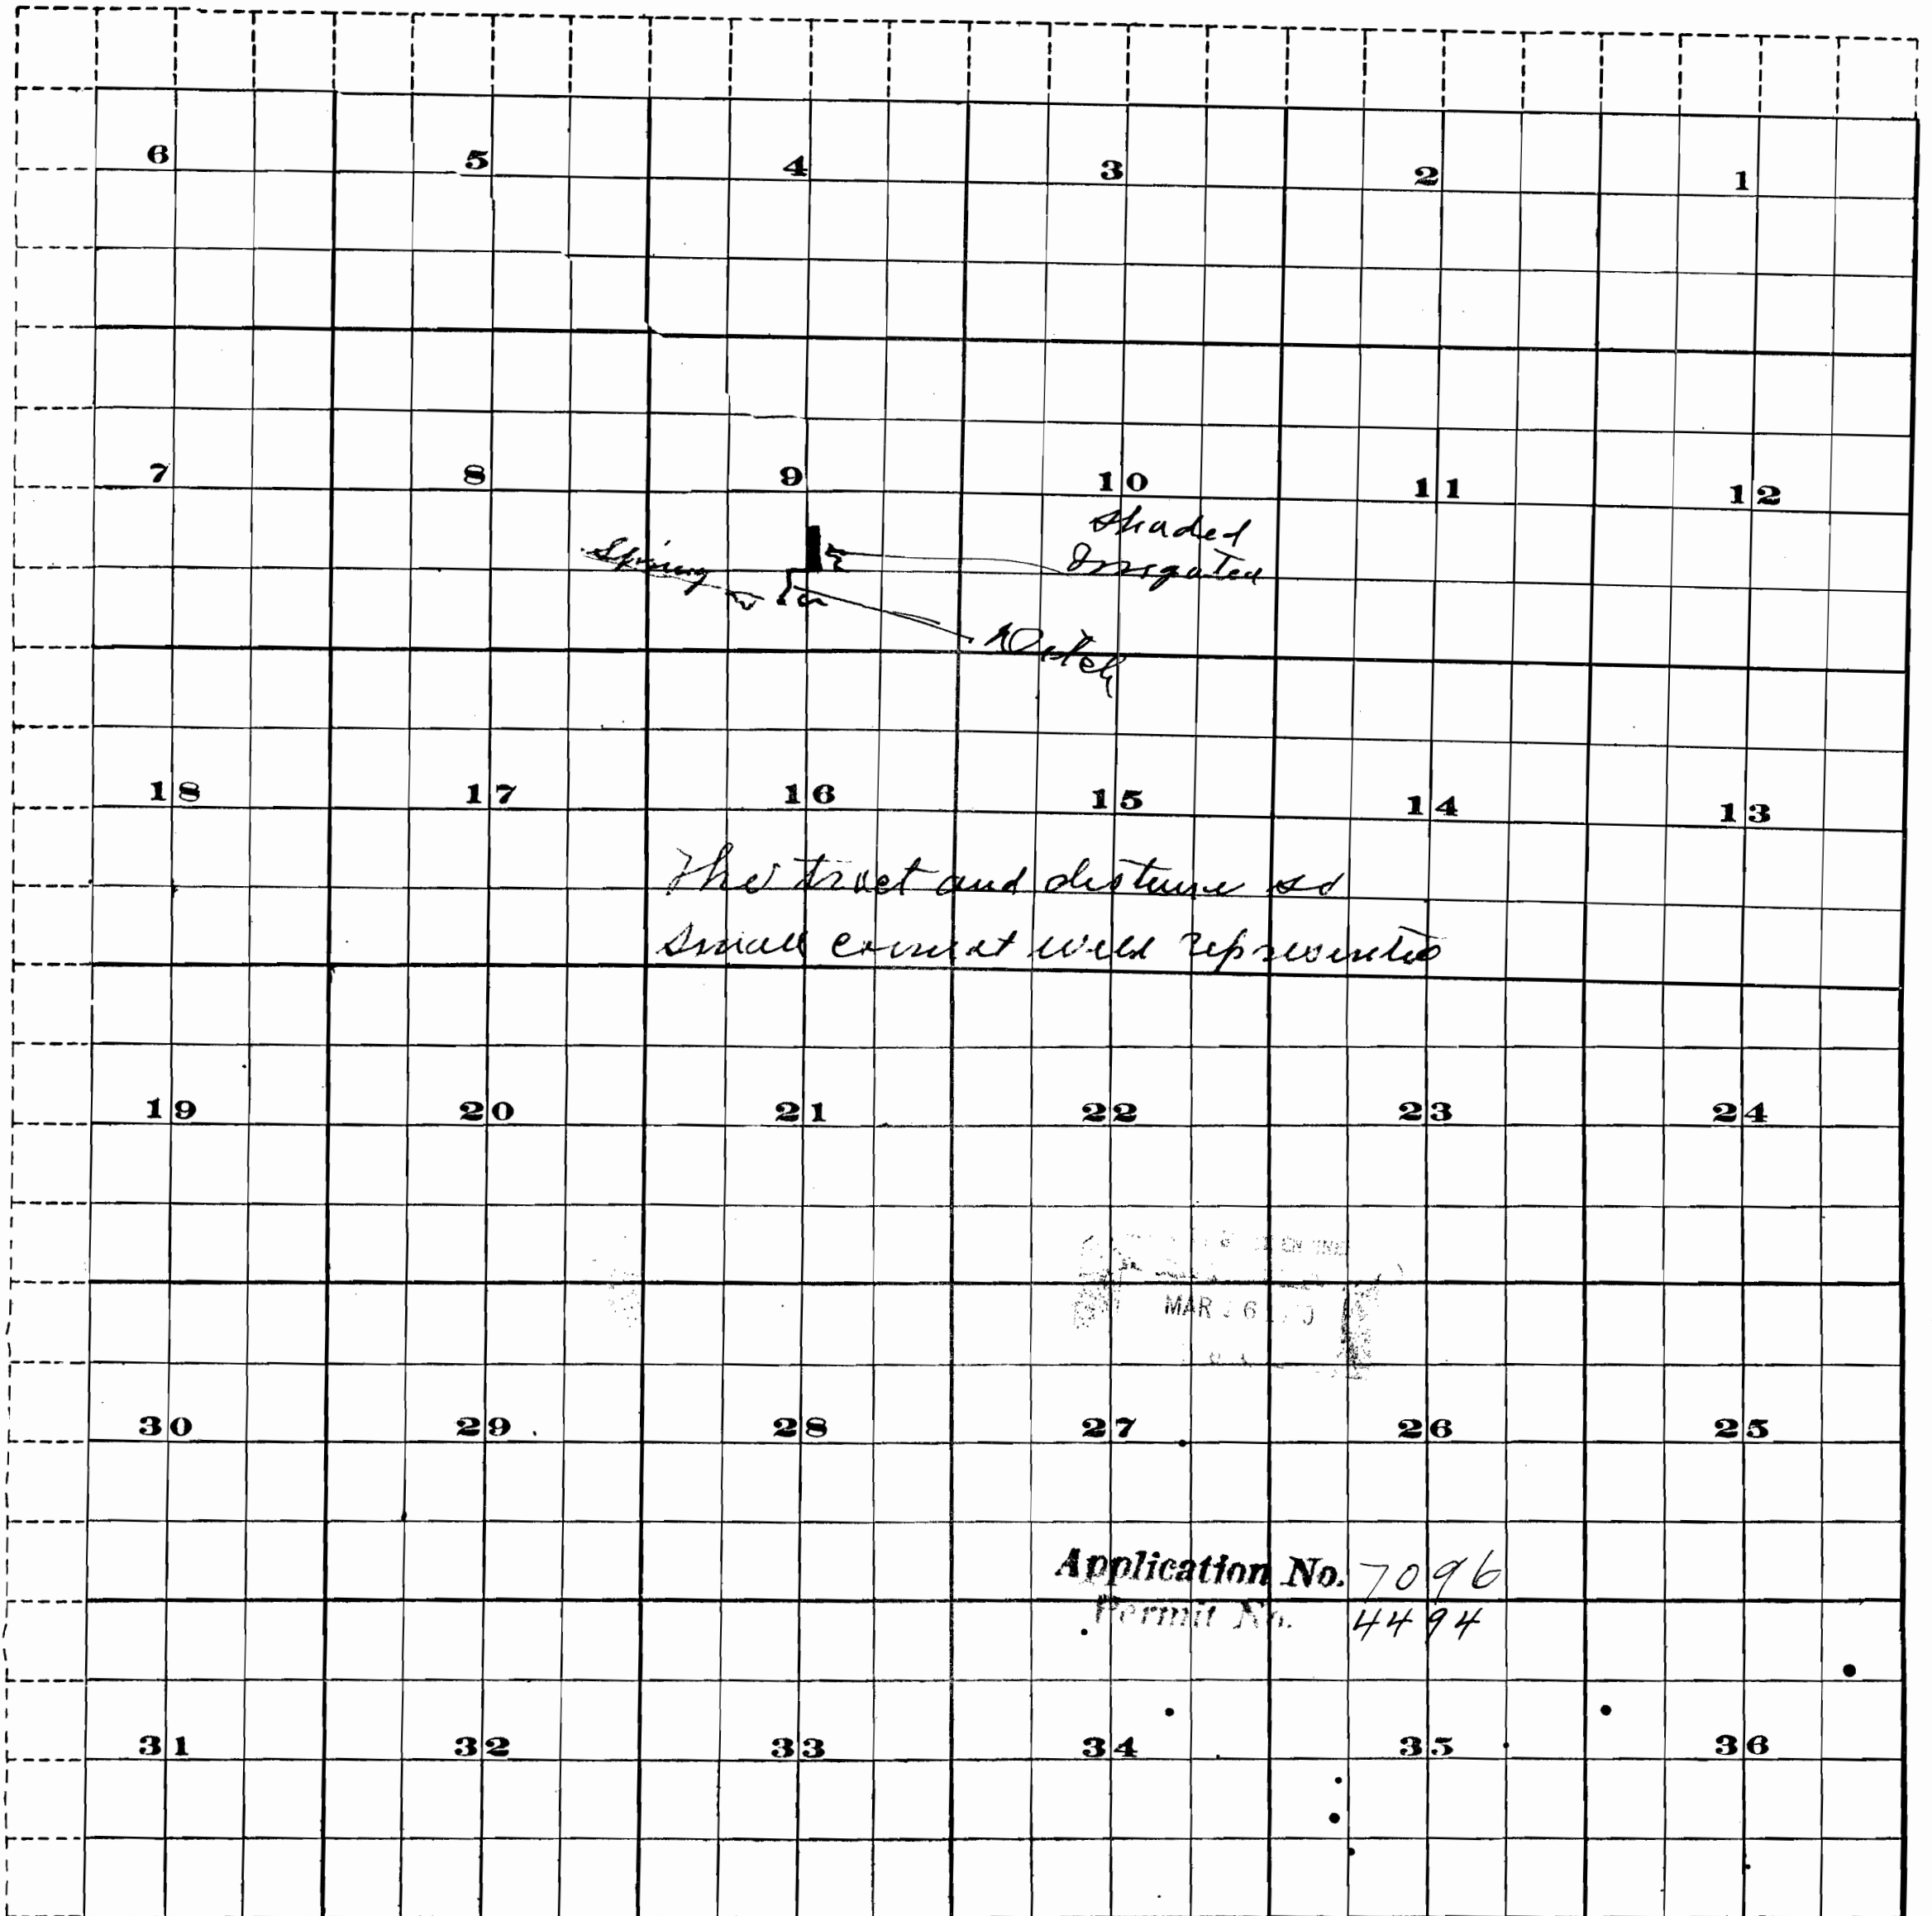 6 5 4 3 2 1
7 8 9 10 11 12
Shaded
Irrigated
Spring
Ditch
18 17 16 15 14 13
The tract and distance so
small cannot well represented
19 20 21 22 23 24
MAR 6
30 29 28 27 26 25
Application No. 7096
Permit No. 4494
31 32 33 34 35 36